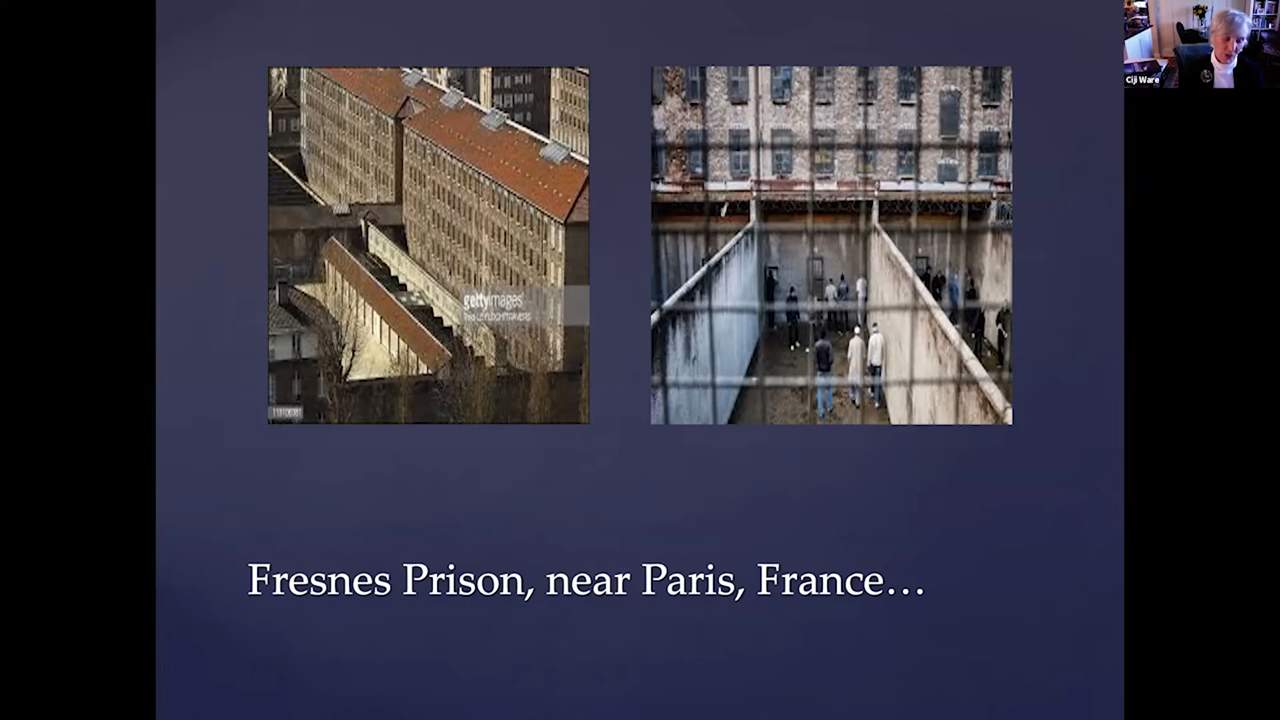 Ciji Ware
gettyimages
Fresnes Prison, near Paris, France…